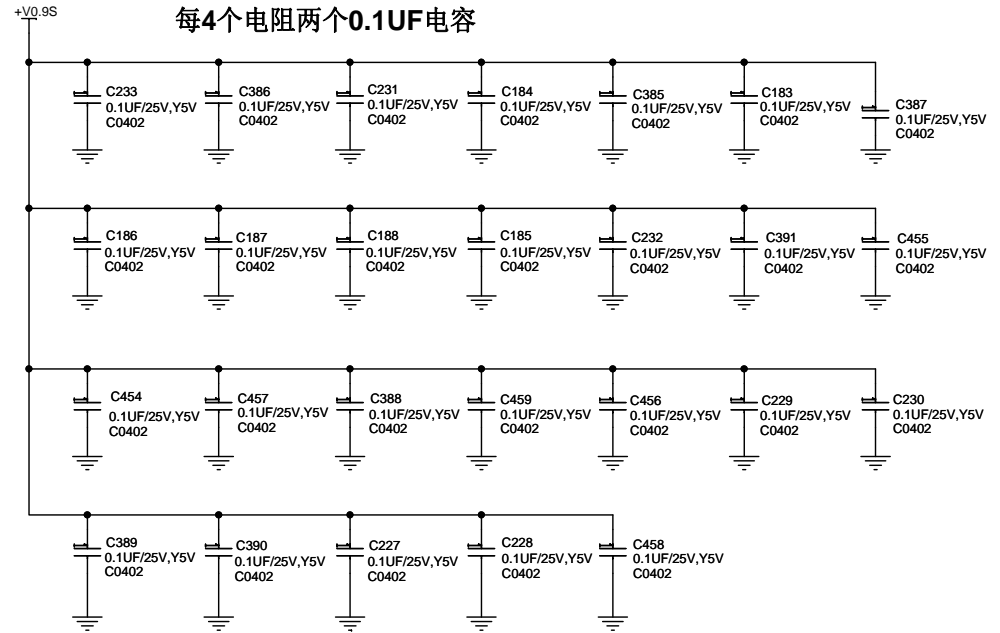 +V0.9S
每4个电阻两个0.1UF电容
C233
0.1UF/25V,Y5V
C0402
C386
0.1UF/25V,Y5V
C0402
C231
0.1UF/25V,Y5V
C0402
C184
0.1UF/25V,Y5V
C0402
C385
0.1UF/25V,Y5V
C0402
C183
0.1UF/25V,Y5V
C0402
C387
0.1UF/25V,Y5V
C0402
C186
0.1UF/25V,Y5V
C0402
C187
0.1UF/25V,Y5V
C0402
C188
0.1UF/25V,Y5V
C0402
C185
0.1UF/25V,Y5V
C0402
C232
0.1UF/25V,Y5V
C0402
C391
0.1UF/25V,Y5V
C0402
C455
0.1UF/25V,Y5V
C0402
C454
0.1UF/25V,Y5V
C0402
C457
0.1UF/25V,Y5V
C0402
C388
0.1UF/25V,Y5V
C0402
C459
0.1UF/25V,Y5V
C0402
C456
0.1UF/25V,Y5V
C0402
C229
0.1UF/25V,Y5V
C0402
C230
0.1UF/25V,Y5V
C0402
C389
0.1UF/25V,Y5V
C0402
C390
0.1UF/25V,Y5V
C0402
C227
0.1UF/25V,Y5V
C0402
C228
0.1UF/25V,Y5V
C0402
C458
0.1UF/25V,Y5V
C0402